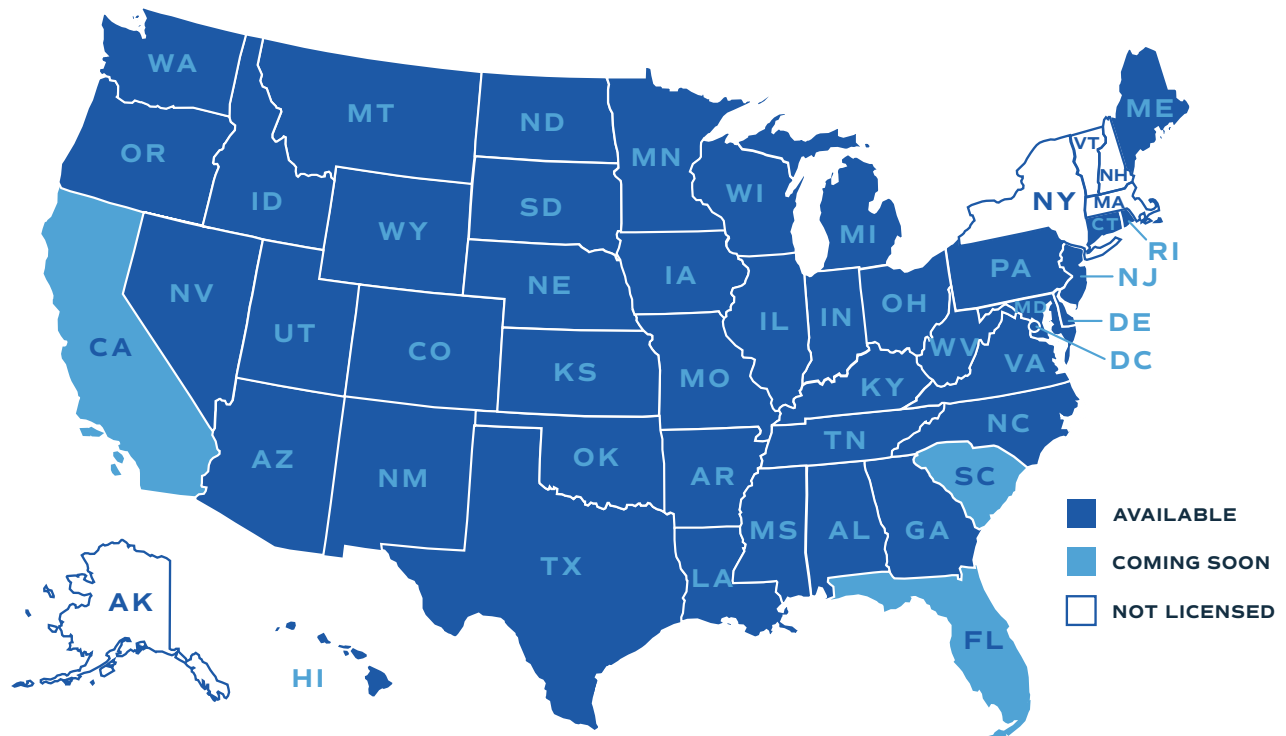 WA
MT
ND
MN
ME
OR
ID
SD
WI
VT
NH
WY
MI
NY
MA
CT
RI
NV
NE
IA
PA
NJ
UT
CO
IL
IN
OH
MD
DE
CA
KS
MO
WV
VA
DC
KY
AZ
NM
OK
AR
TN
NC
SC
TX
LA
MS
AL
GA
AVAILABLE
COMING SOON
AK
NOT LICENSED
HI
FL